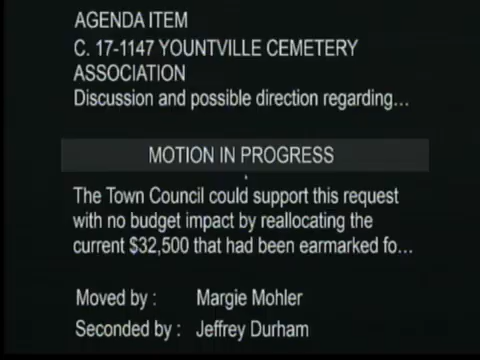 AGENDA ITEM
C. 17-1147 YOUNTVILLE CEMETERY
ASSOCIATION
Discussion and possible direction regarding...
MOTION IN PROGRESS
The Town Council could support this request
with no budget impact by reallocating the
current $32,500 that had been earmarked fo...
Moved by : Margie Mohler
Seconded by : Jeffrey Durham